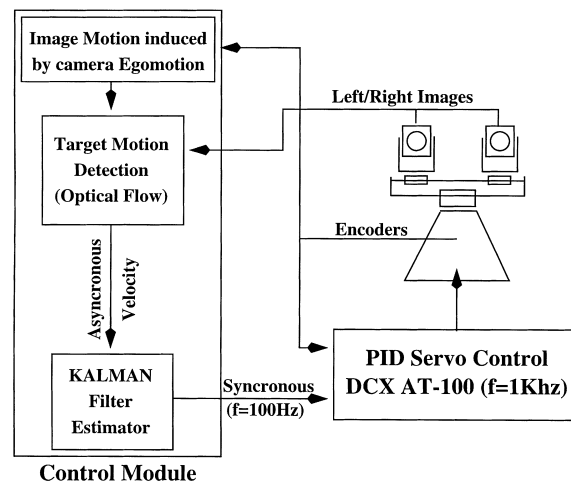 Image Motion induced
by camera Egomotion
Left/Right Images
Target Motion
Detection
(Optical Flow)
Encoders
Asyncronous
Velocity
KALMAN
Filter
Estimator
Syncronous
(f=100Hz)
PID Servo Control
DCX AT-100 (f=1Khz)
Control Module